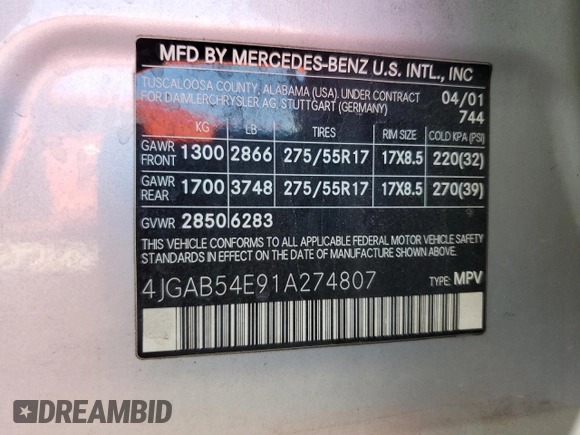 MFD BY MERCEDES-BENZ U.S. INTL., INC
TUSCALOOSA COUNTY, ALABAMA (USA). UNDER CONTRACT 04/01
FOR DAIMLERCHRYSLER AG, STUTTGART (GERMANY) 744
KG LB TIRES RIM SIZE COLD KPA (PSI)
GAWR FRONT 1300 2866 275/55R17 17X8.5 220(32)
GAWR REAR 1700 3748 275/55R17 17X8.5 270(39)
GVWR 2850 6283
THIS VEHICLE CONFORMS TO ALL APPLICABLE FEDERAL MOTOR VEHICLE SAFETY
STANDARDS IN EFFECT ON THE DATE OF MANUFACTURE SHOWN ABOVE.
4JGAB54E91A274807 TYPE: MPV
DREAMBID